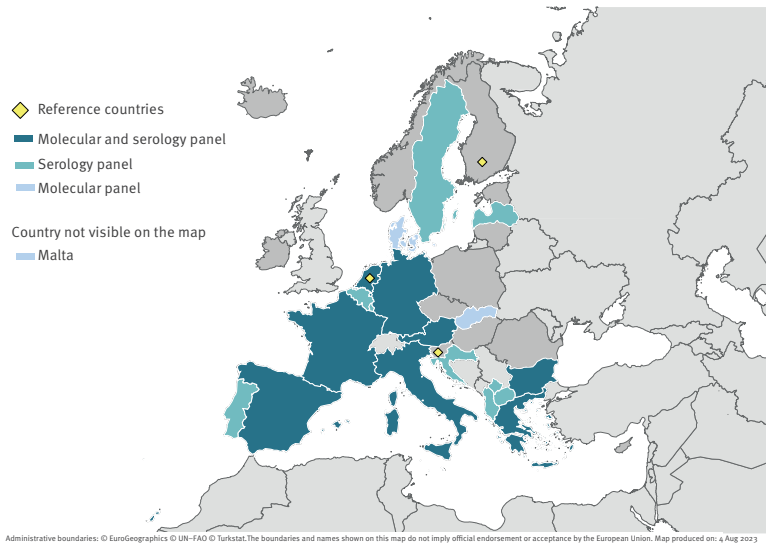 Reference countries
Molecular and serology panel
Serology panel
Molecular panel
Country not visible on the map
Malta
Administrative boundaries: © EuroGeographics © UN–FAO © Turkstat.The boundaries and names shown on this map do not imply official endorsement or acceptance by the European Union. Map produced on: 4 Aug 2023